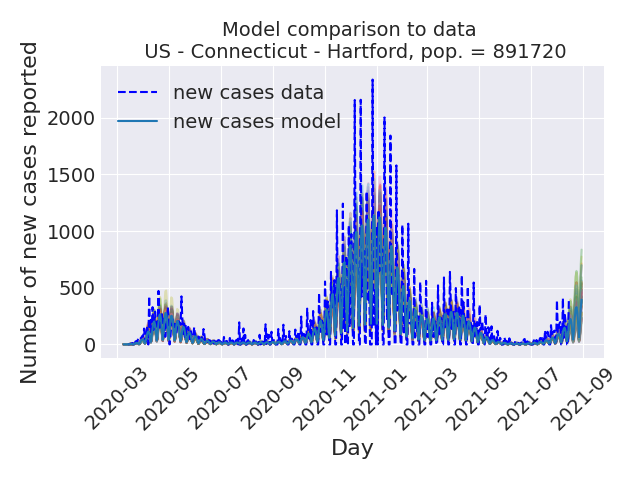 Model comparison to data
US - Connecticut - Hartford, pop. = 891720
Number of new cases reported
new cases data
new cases model
2000
1500
1000
500
0
2020-03
2020-05
2020-07
2020-09
2020-11
2021-01
2021-03
2021-05
2021-07
2021-09
Day